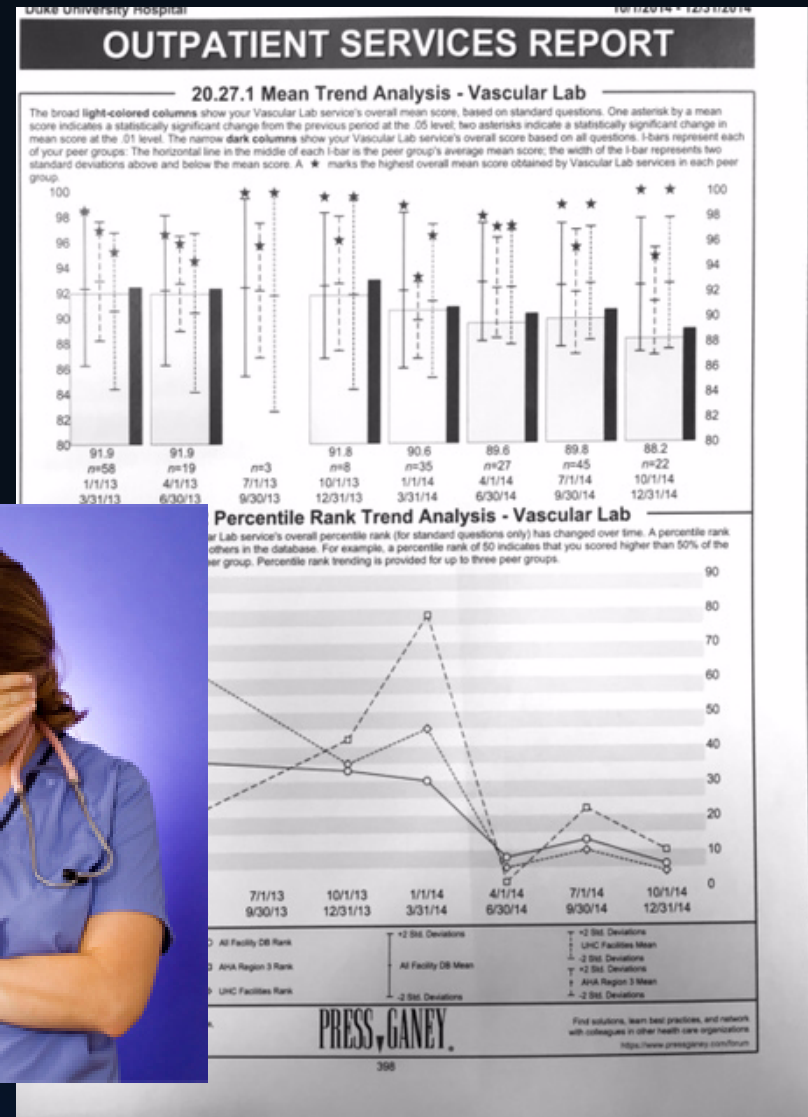 Duke University Hospital 10/1/2014 - 12/31/2014
OUTPATIENT SERVICES REPORT
20.27.1 Mean Trend Analysis - Vascular Lab
The broad light-colored columns show your Vascular Lab service's overall mean score, based on standard questions. One asterisk by a mean
score indicates a statistically significant change from the previous period at the .05 level; two asterisks indicate a statistically significant change in
mean score at the .01 level. The narrow dark columns show your Vascular Lab service's overall score based on all questions. I-bars represent each
of your peer groups: The horizontal line in the middle of each I-bar is the peer group's average mean score; the width of the I-bar represents two
standard deviations above and below the mean score. A ★ marks the highest overall mean score obtained by Vascular Lab services in each peer
group.
100 100
98 98
96 96
94 94
92 92
90 90
88 88
86 86
84 84
82 82
80 80
91.9 91.9 91.8 90.6 89.6 89.8 88.2
n=58 n=19 n=3 n=8 n=35 n=27 n=45 n=22
1/1/13 4/1/13 7/1/13 10/1/13 1/1/14 4/1/14 7/1/14 10/1/14
3/31/13 6/30/13 9/30/13 12/31/13 3/31/14 6/30/14 9/30/14 12/31/14
Percentile Rank Trend Analysis - Vascular Lab
ar Lab service's overall percentile rank (for standard questions only) has changed over time. A percentile rank
others in the database. For example, a percentile rank of 50 indicates that you scored higher than 50% of the
er group. Percentile rank trending is provided for up to three peer groups.
90
80
70
60
50
40
30
20
10
0
7/1/13 10/1/13 1/1/14 4/1/14 7/1/14 10/1/14
9/30/13 12/31/13 3/31/14 6/30/14 9/30/14 12/31/14
All Facility DB Rank
AHA Region 3 Rank
UHC Facilities Rank
+2 Std. Deviations
All Facility DB Mean
-2 Std. Deviations
+2 Std. Deviations
UHC Facilities Mean
-2 Std. Deviations
+2 Std. Deviations
AHA Region 3 Mean
-2 Std. Deviations
PRESS GANEY
Find solutions, learn best practices, and network
with colleagues in other health care organizations
https://www.pressganey.com/forum
398